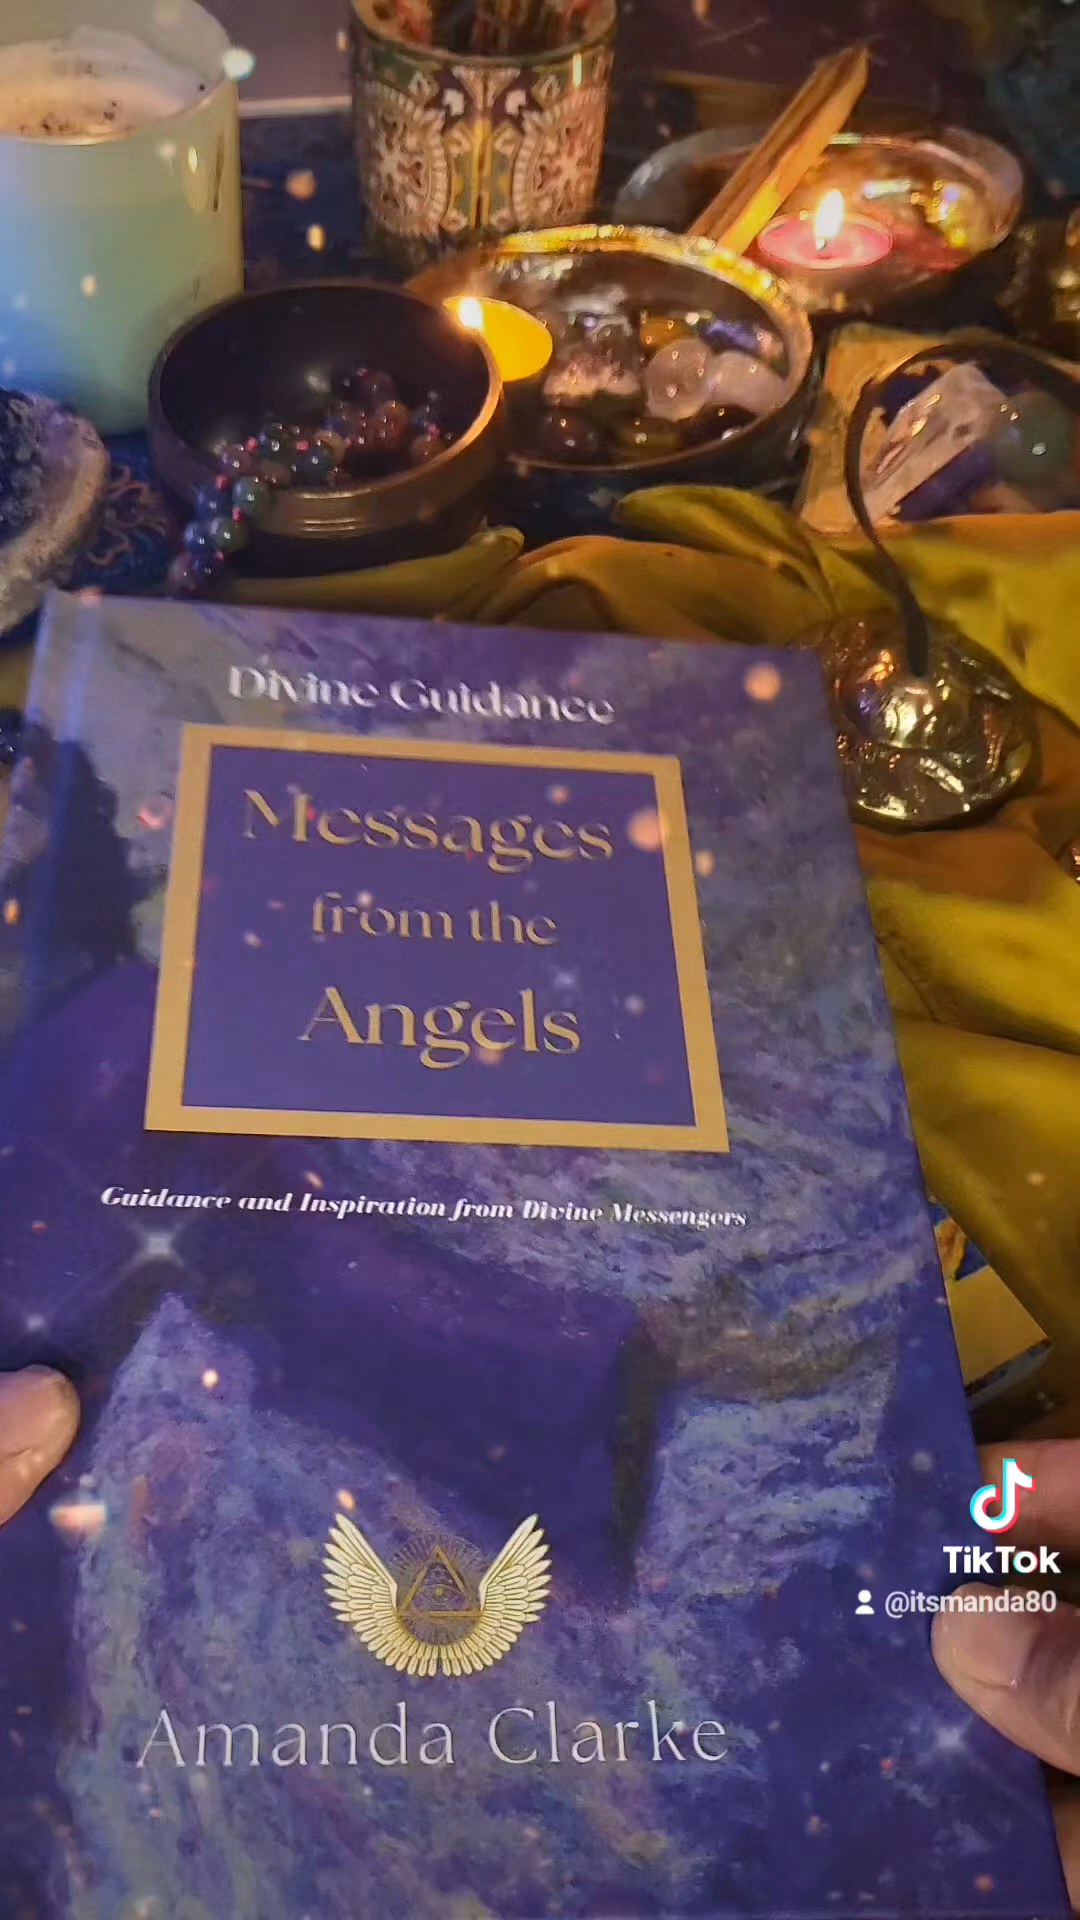 Divine Guidance
Messages
from the
Angels
Guidance and Inspiration from Divine Messengers
Amanda Clarke
TikTok
@itsmanda80